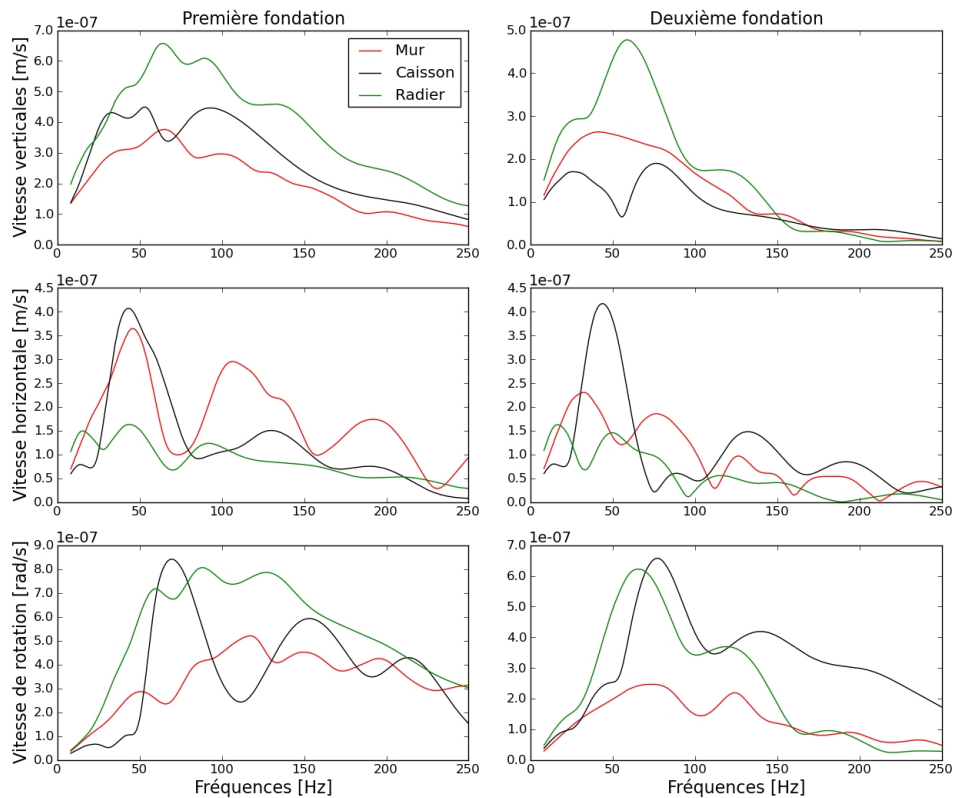 Première fondation
Deuxième fondation
1e-07
7.0
6.0
5.0
4.0
3.0
2.0
1.0
0.0
Vitesse verticales [m/s]
Mur
Caisson
Radier
0 50 100 150 200 250
1e-07
5.0
4.0
3.0
2.0
1.0
0.0
0 50 100 150 200 250
1e-07
4.5
4.0
3.5
3.0
2.5
2.0
1.5
1.0
0.5
0.0
Vitesse horizontale [m/s]
0 50 100 150 200 250
1e-07
4.5
4.0
3.5
3.0
2.5
2.0
1.5
1.0
0.5
0.0
0 50 100 150 200 250
1e-07
9.0
8.0
7.0
6.0
5.0
4.0
3.0
2.0
1.0
0.0
Vitesse de rotation [rad/s]
0 50 100 150 200 250
Fréquences [Hz]
1e-07
7.0
6.0
5.0
4.0
3.0
2.0
1.0
0.0
0 50 100 150 200 250
Fréquences [Hz]